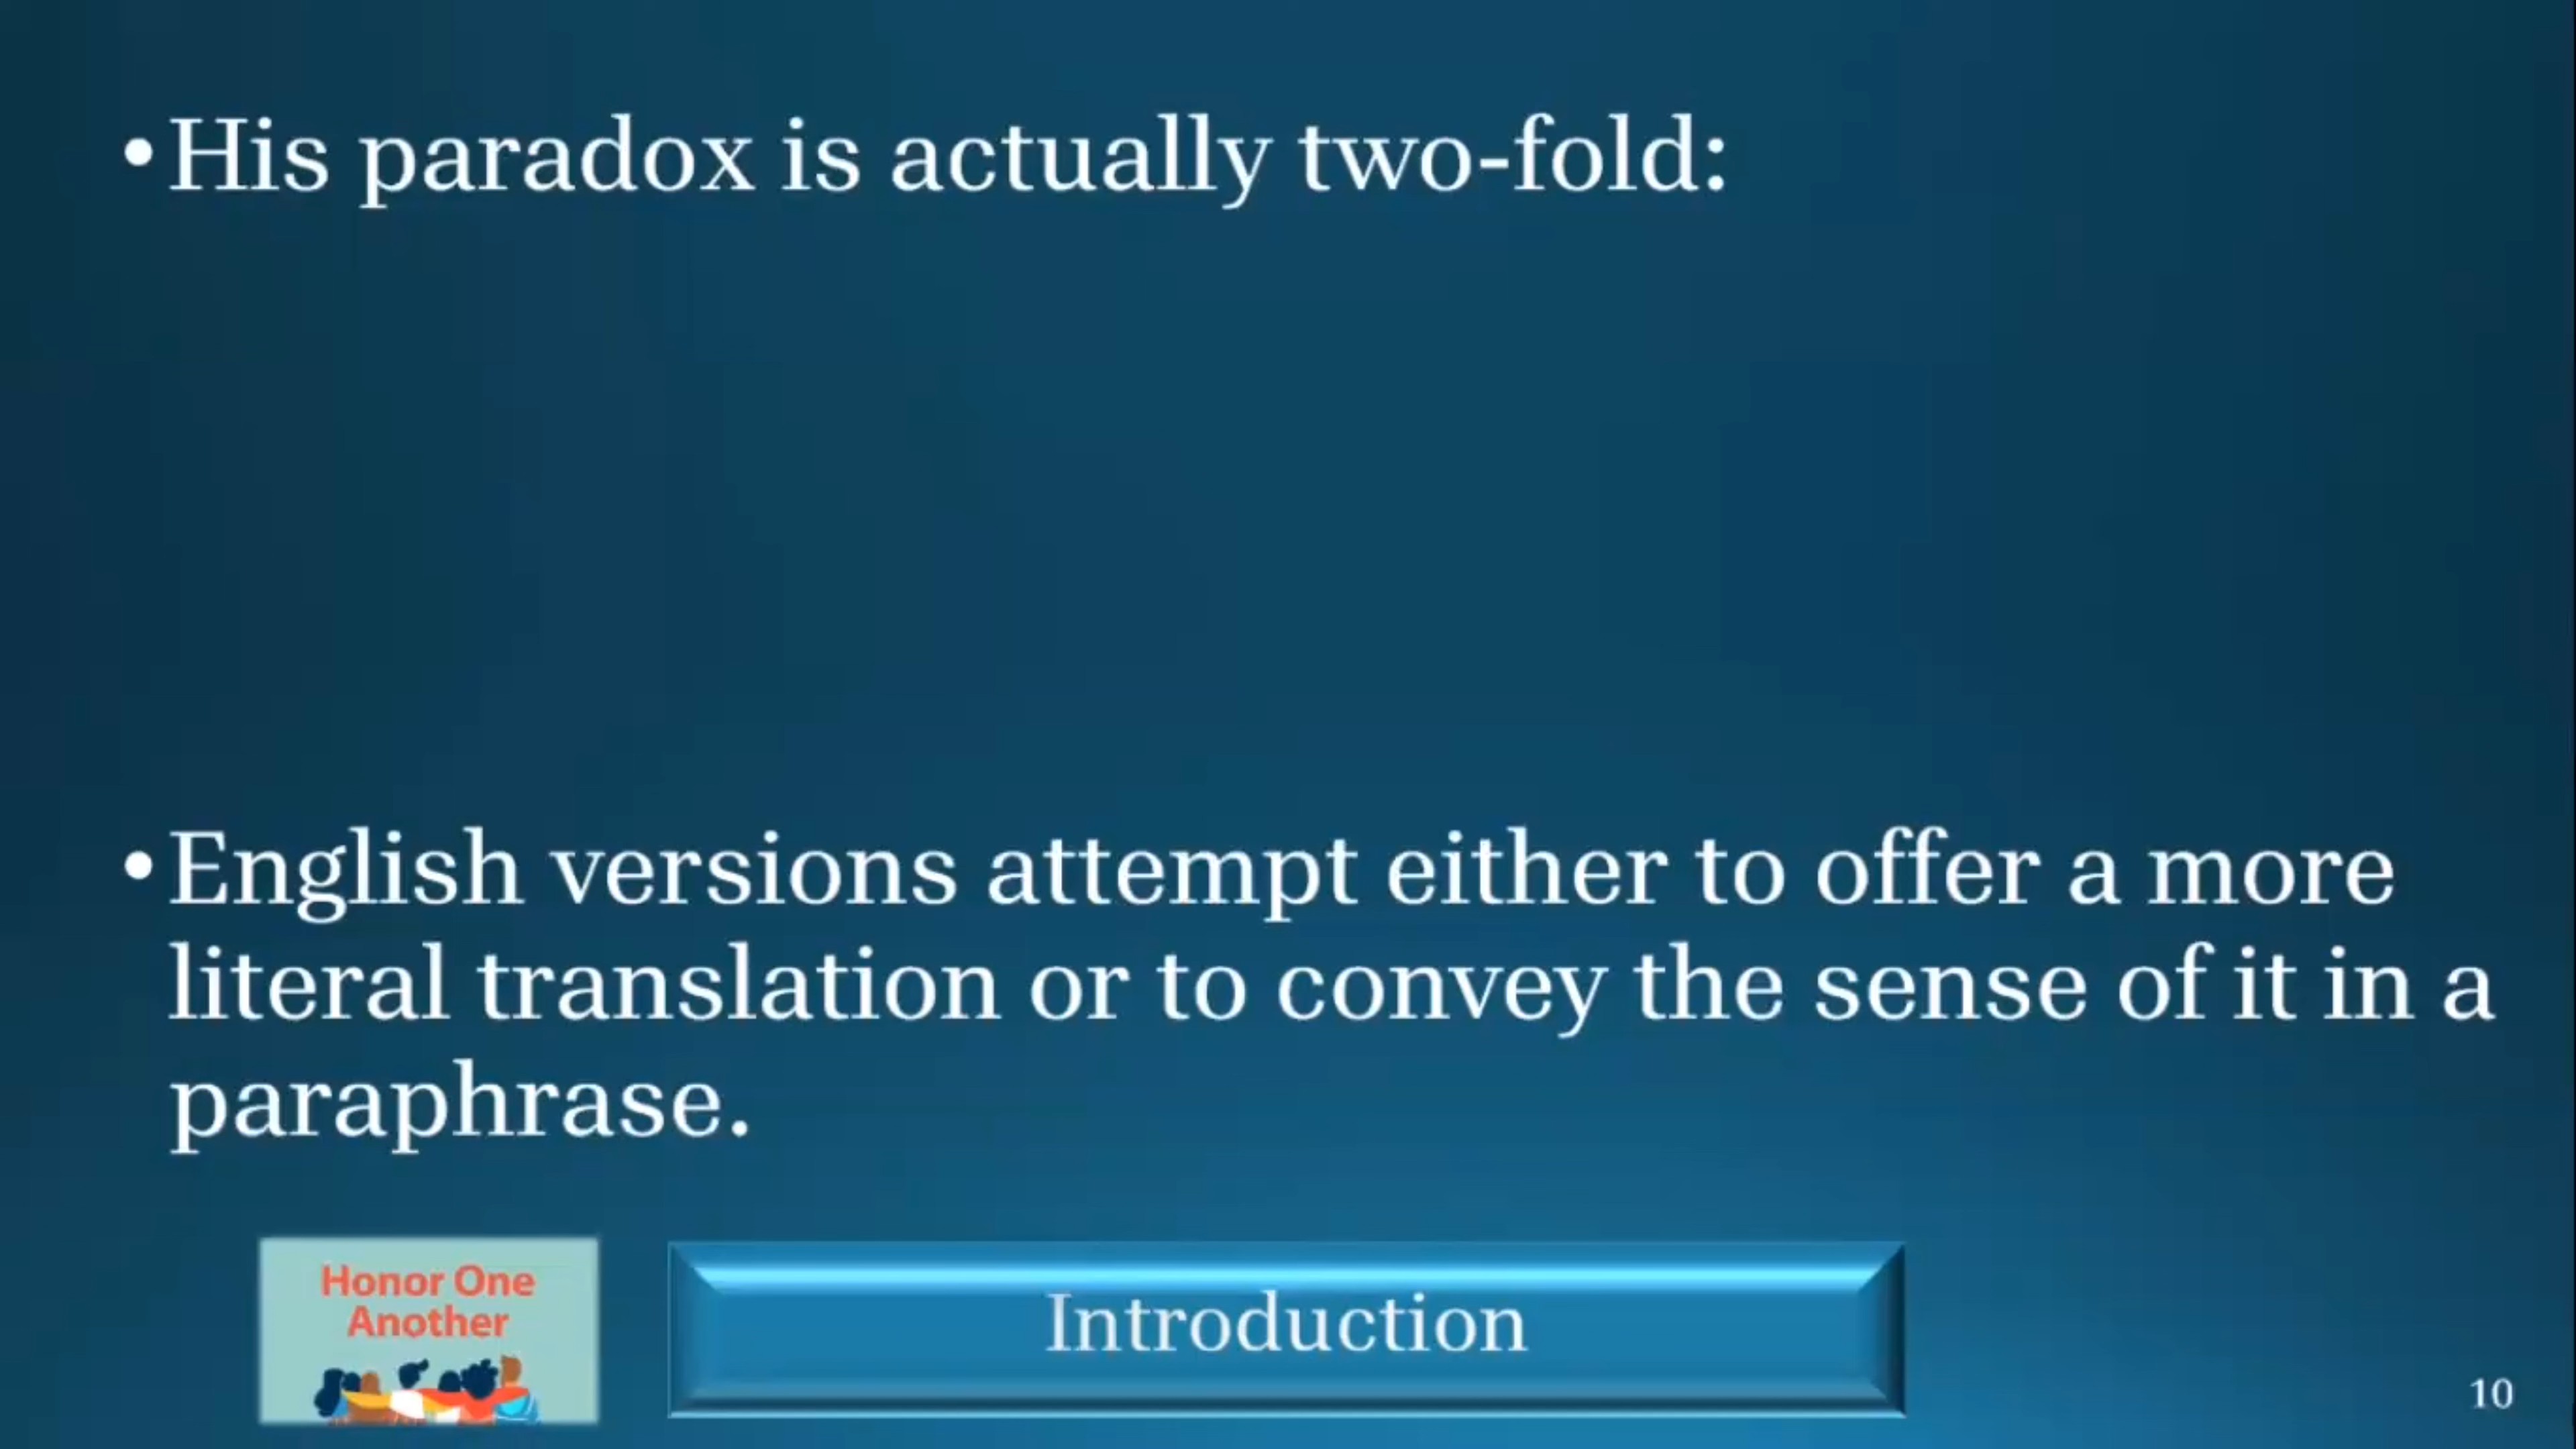 •His paradox is actually two-fold:
•English versions attempt either to offer a more
literal translation or to convey the sense of it in a
paraphrase.
Honor One
Another
Introduction
10